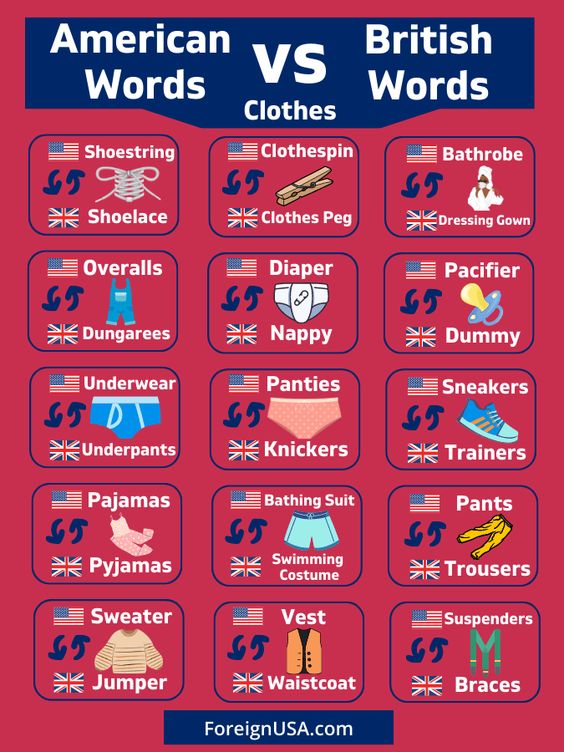 American
Words
vs
Clothes
British
Words
Shoestring
Shoelace
Clothespin
Clothes Peg
Bathrobe
Dressing Gown
Overalls
Dungarees
Diaper
Nappy
Pacifier
Dummy
Underwear
Underpants
Panties
Knickers
Sneakers
Trainers
Pajamas
Pyjamas
Bathing Suit
Swimming
Costume
Pants
Trousers
Sweater
Jumper
Vest
Waistcoat
Suspenders
Braces
ForeignUSA.com